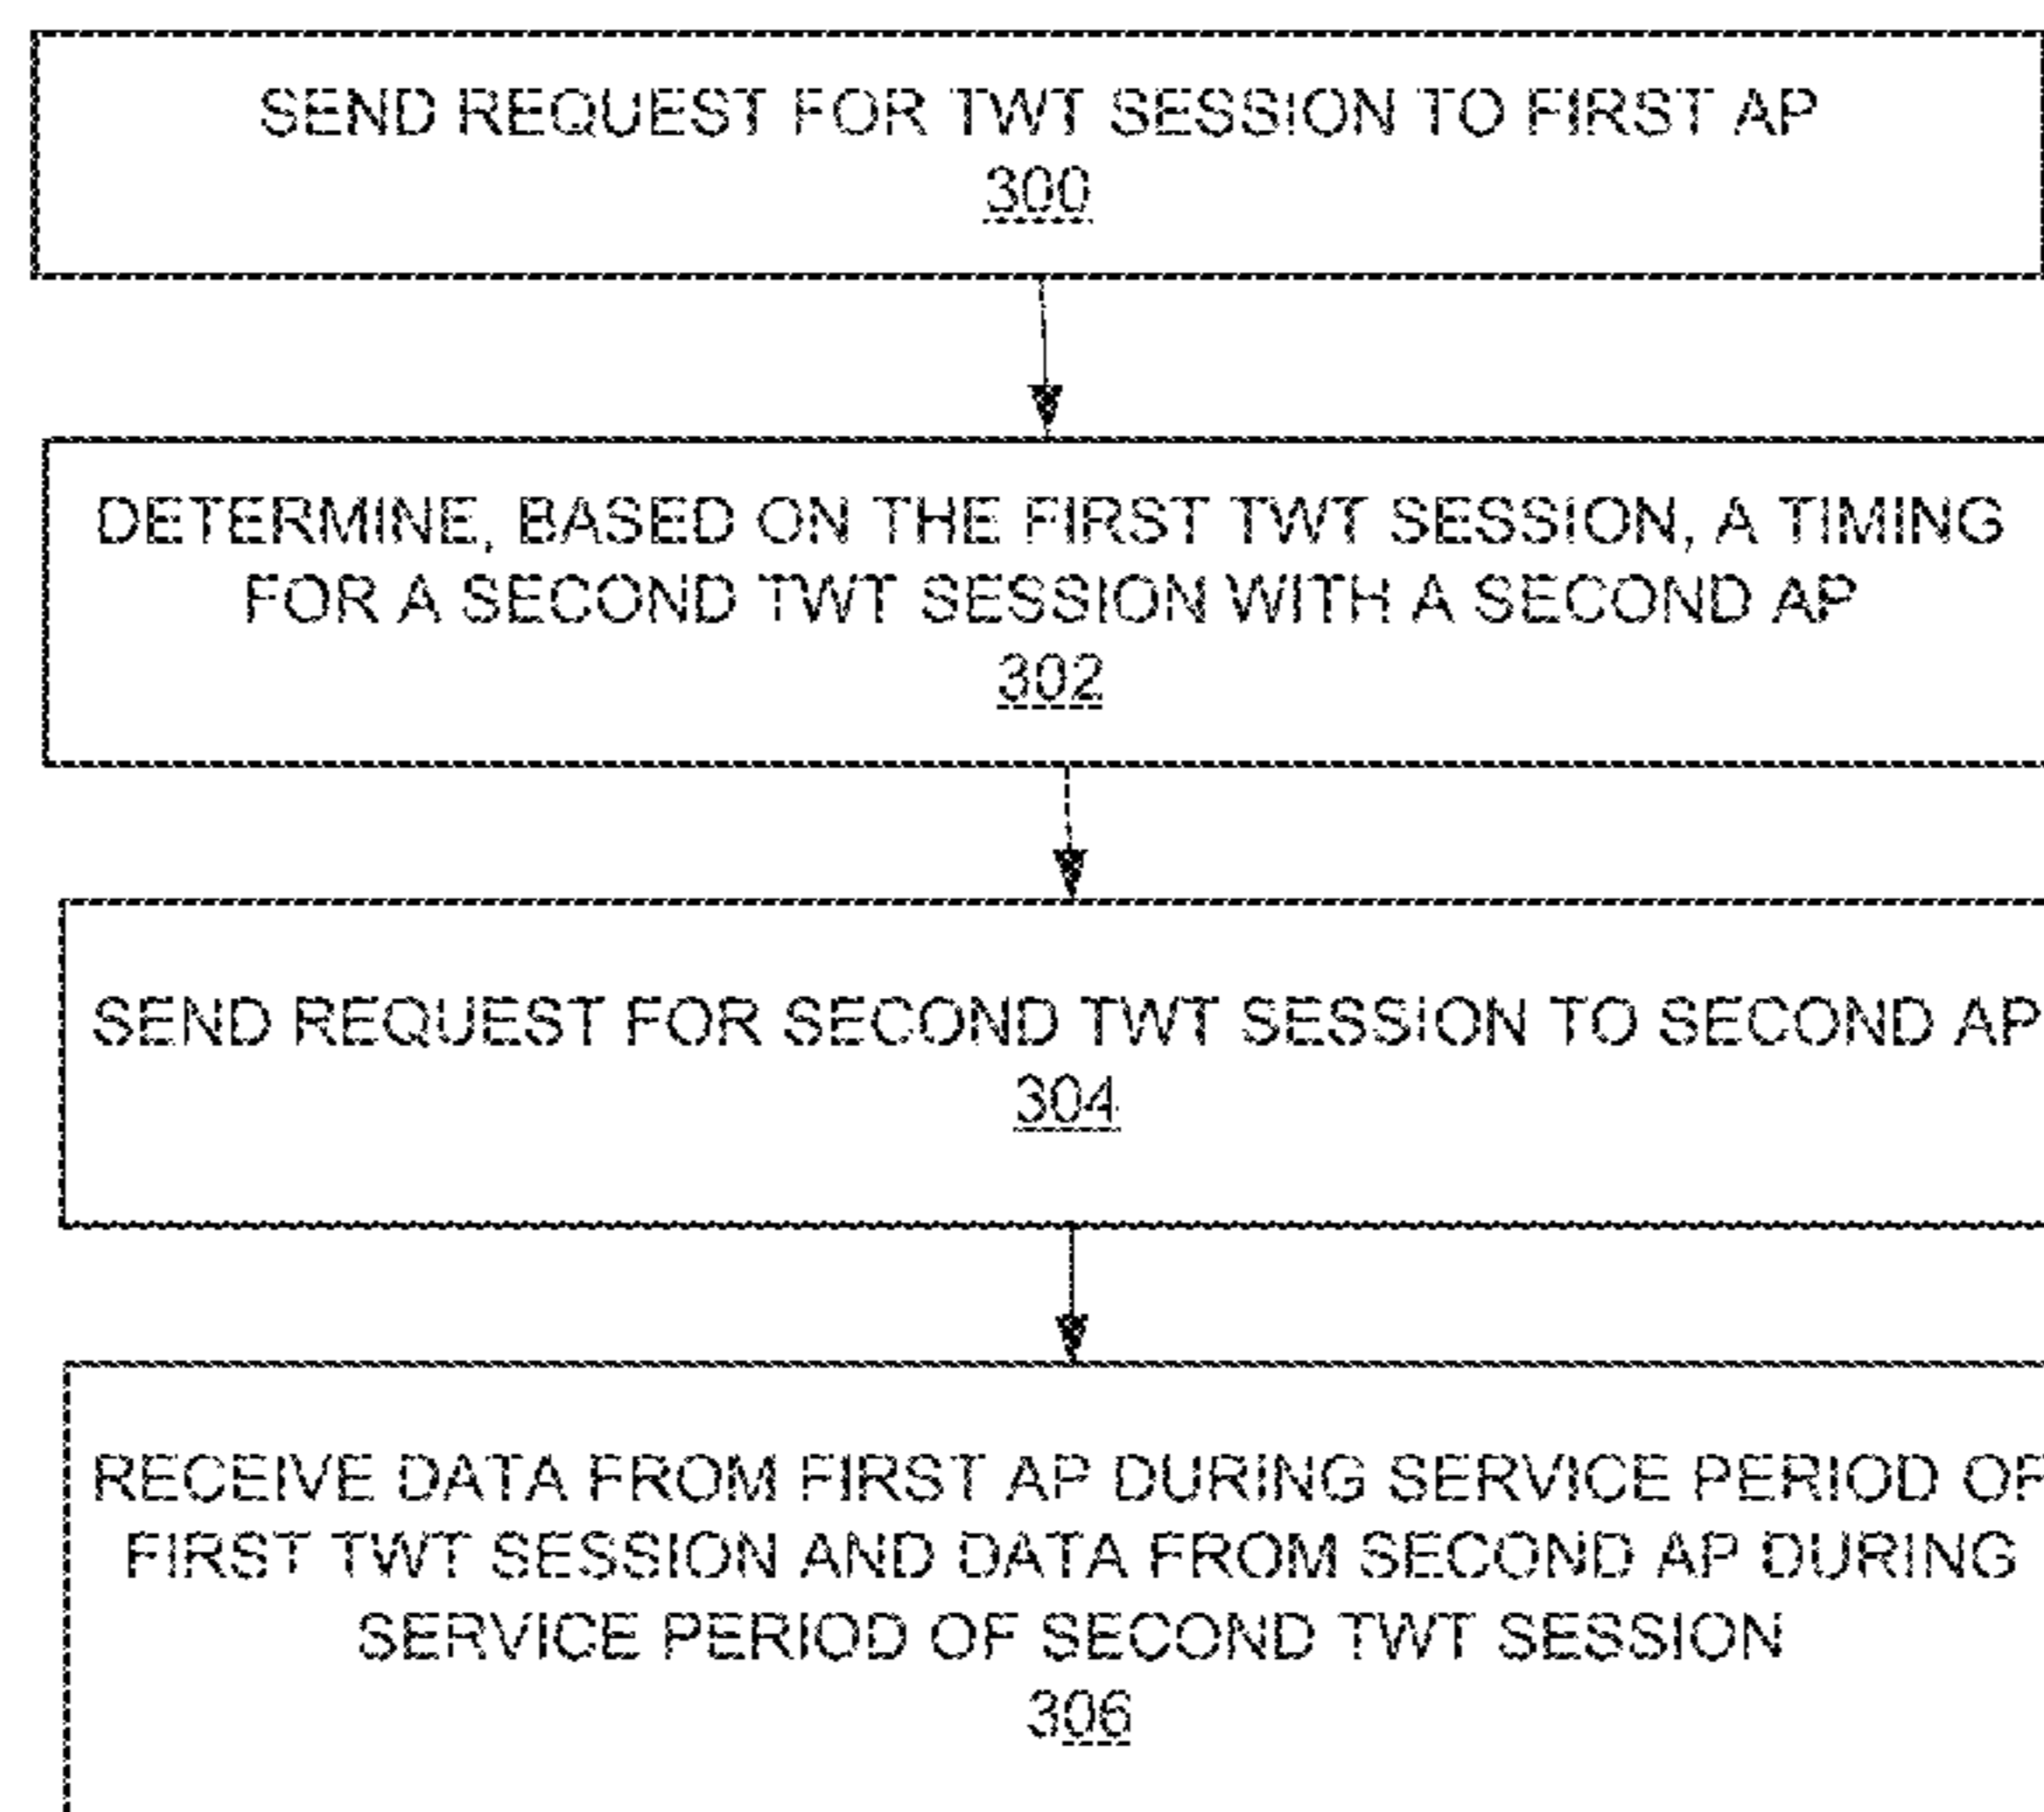 SEND REQUEST FOR TWT SESSION TO FIRST AP
300
DETERMINE, BASED ON THE FIRST TWT SESSION, A TIMING
FOR A SECOND TWT SESSION WITH A SECOND AP
302
SEND REQUEST FOR SECOND TWT SESSION TO SECOND AP
304
RECEIVE DATA FROM FIRST AP DURING SERVICE PERIOD OF
FIRST TWT SESSION AND DATA FROM SECOND AP DURING
SERVICE PERIOD OF SECOND TWT SESSION
306